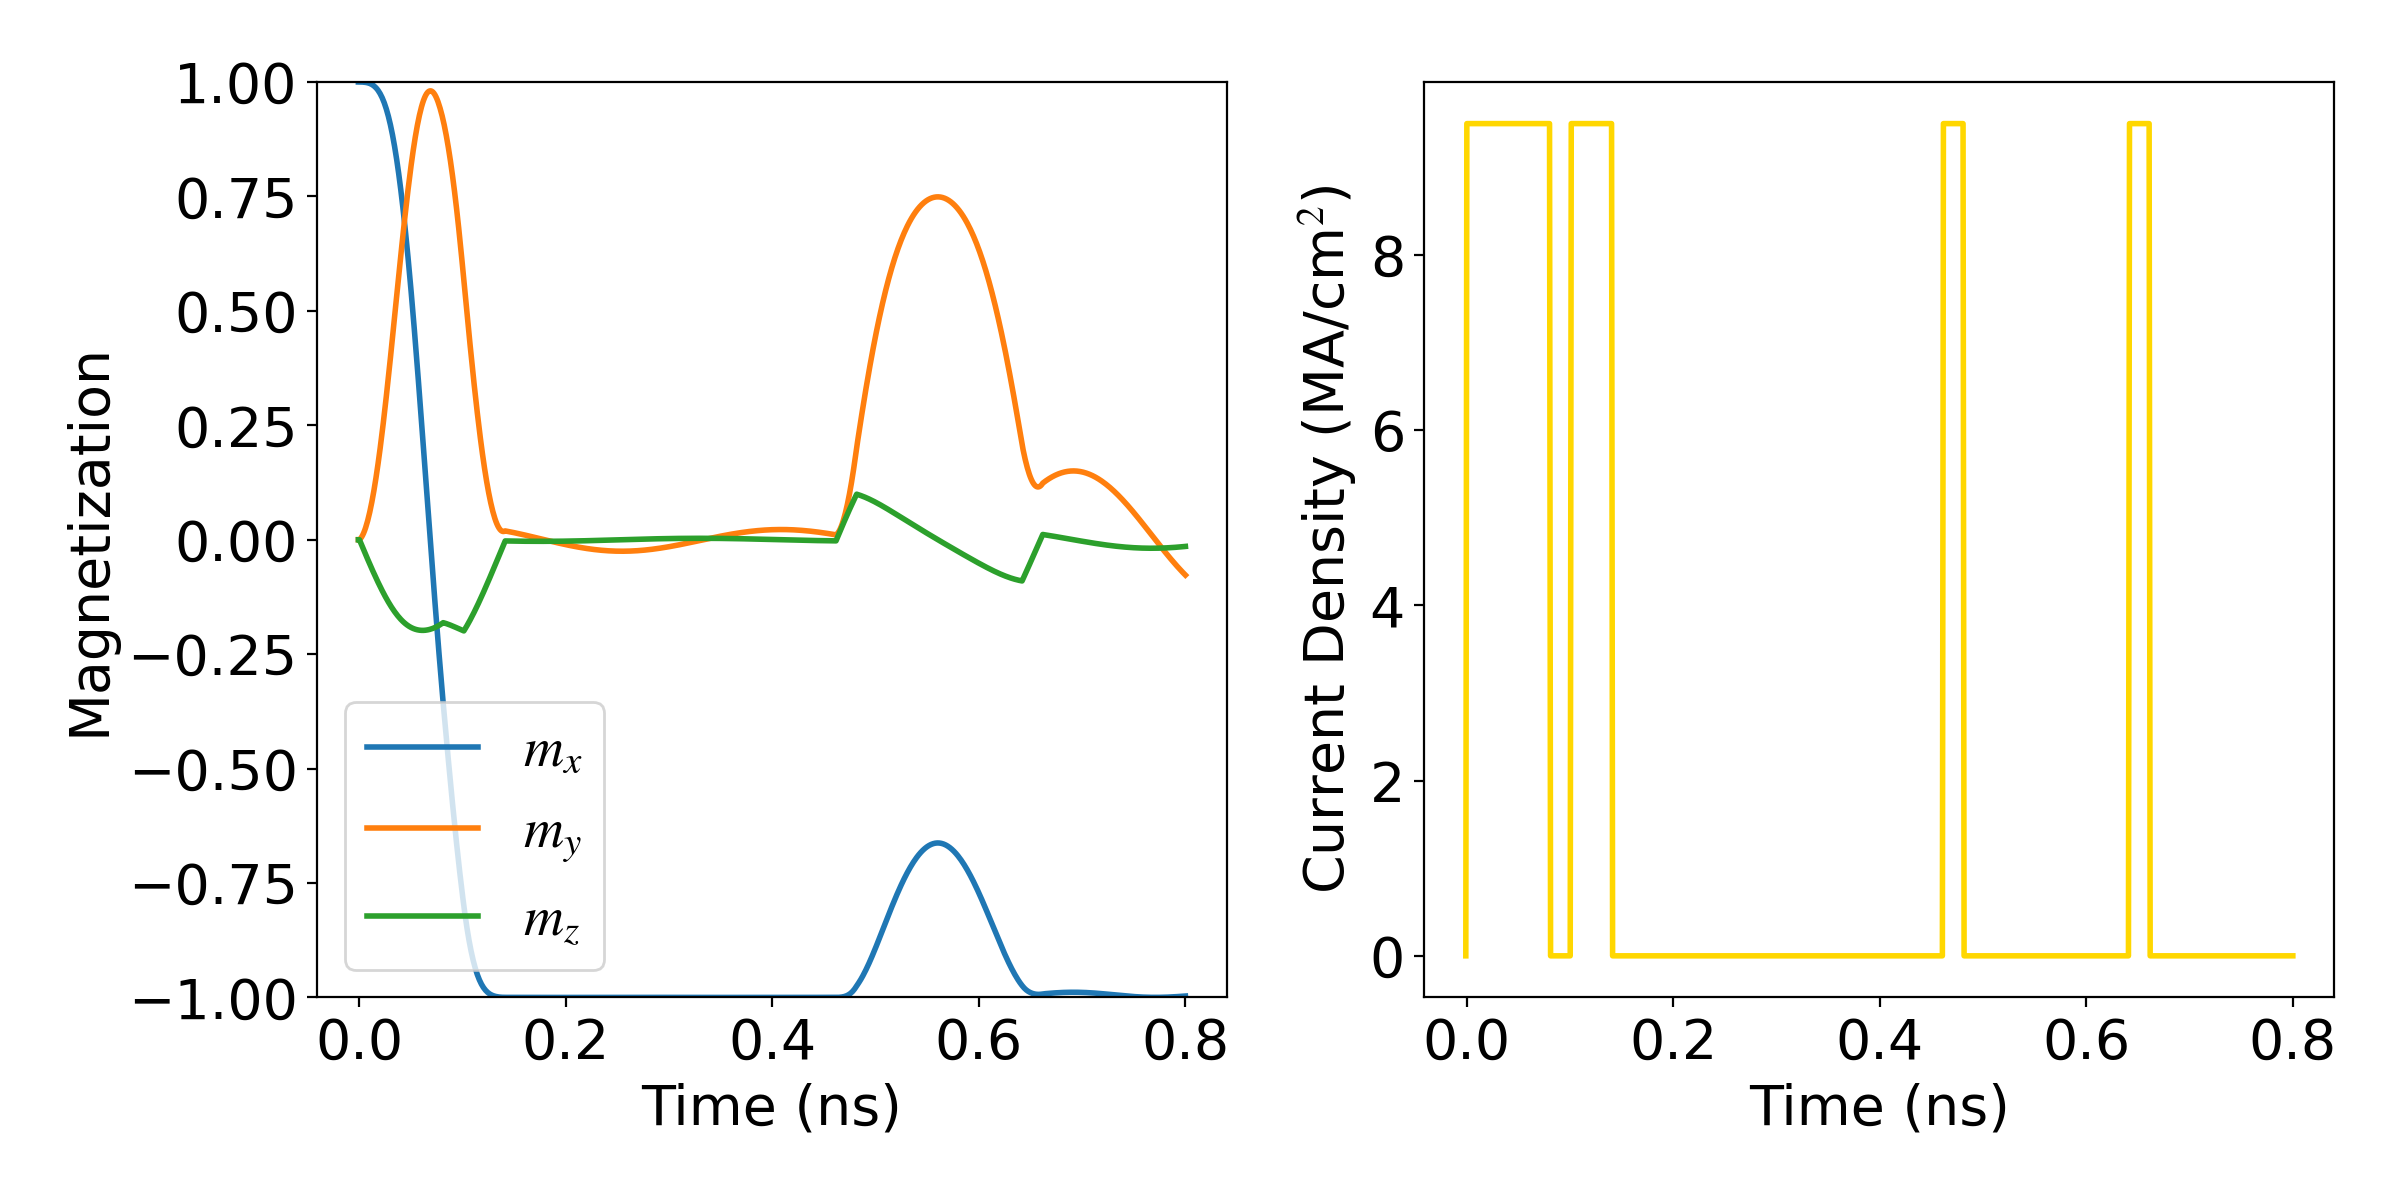 Magnetization
1.00
0.75
0.50
0.25
0.00
−0.25
−0.50
−0.75
−1.00
m_x
m_y
m_z
0.0 0.2 0.4 0.6 0.8
Time (ns)
Current Density (MA/cm²)
8
6
4
2
0
0.0 0.2 0.4 0.6 0.8
Time (ns)